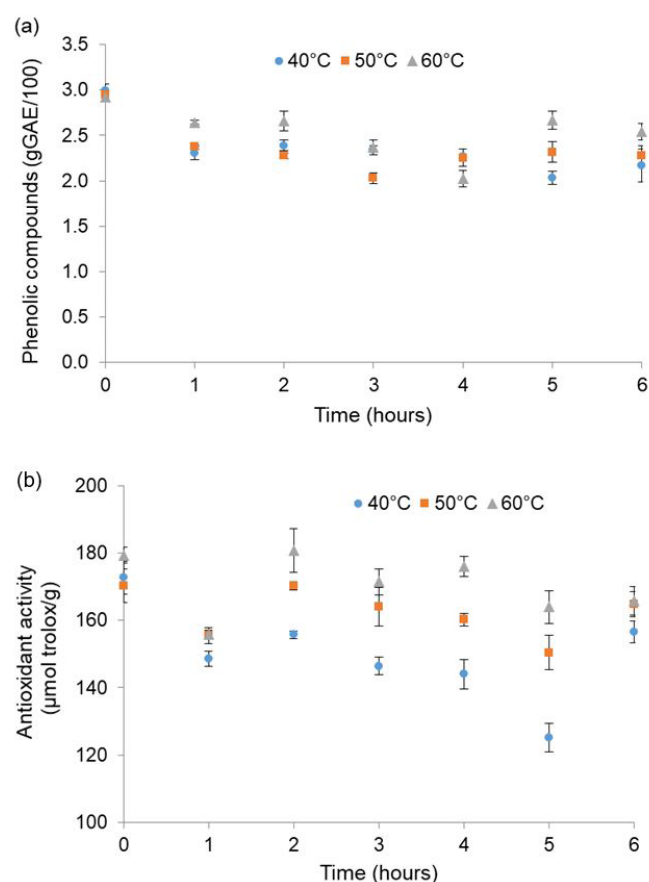 (a)
3.5
40°C 50°C 60°C
3.0
2.5
2.0
1.5
1.0
0.5
0.0
0 1 2 3 4 5 6
Phenolic compounds (gGAE/100)
Time (hours)
(b)
200
40°C 50°C 60°C
180
160
140
120
100
0 1 2 3 4 5 6
Antioxidant activity
(μmol trolox/g)
Time (hours)